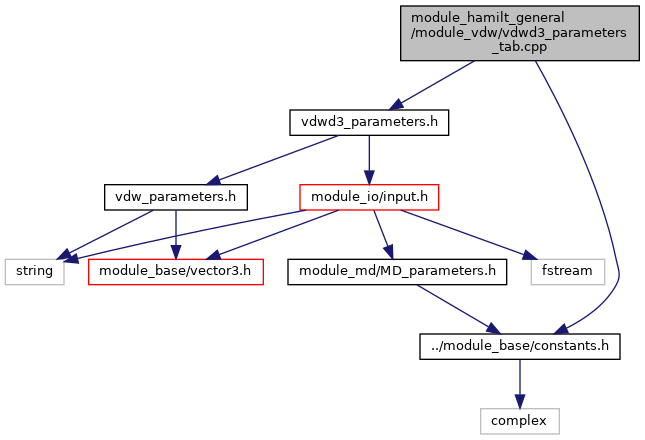 module_hamilt_general
/module_vdw/vdwd3_parameters
_tab.cpp
vdwd3_parameters.h
vdw_parameters.h
module_io/input.h
string
module_base/vector3.h
module_md/MD_parameters.h
fstream
../module_base/constants.h
complex